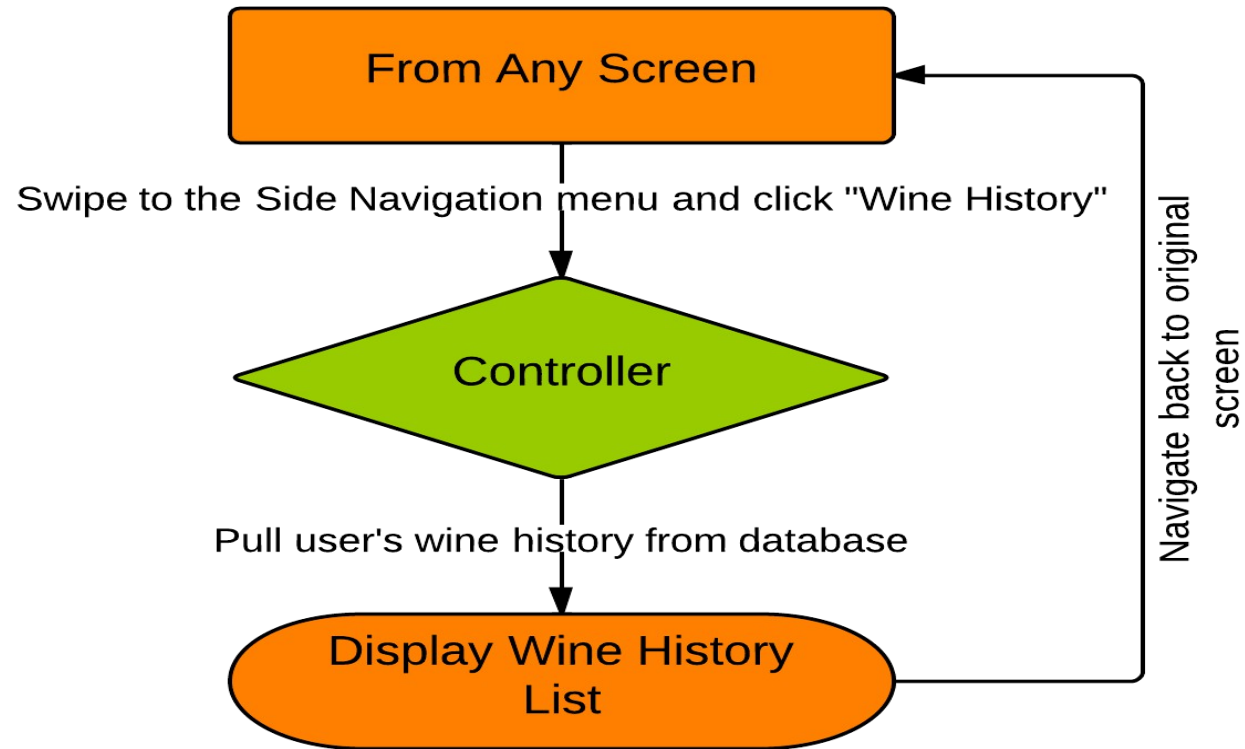 From Any Screen
Swipe to the Side Navigation menu and click "Wine History"
Controller
Pull user's wine history from database
Display Wine History
List
Navigate back to original
screen